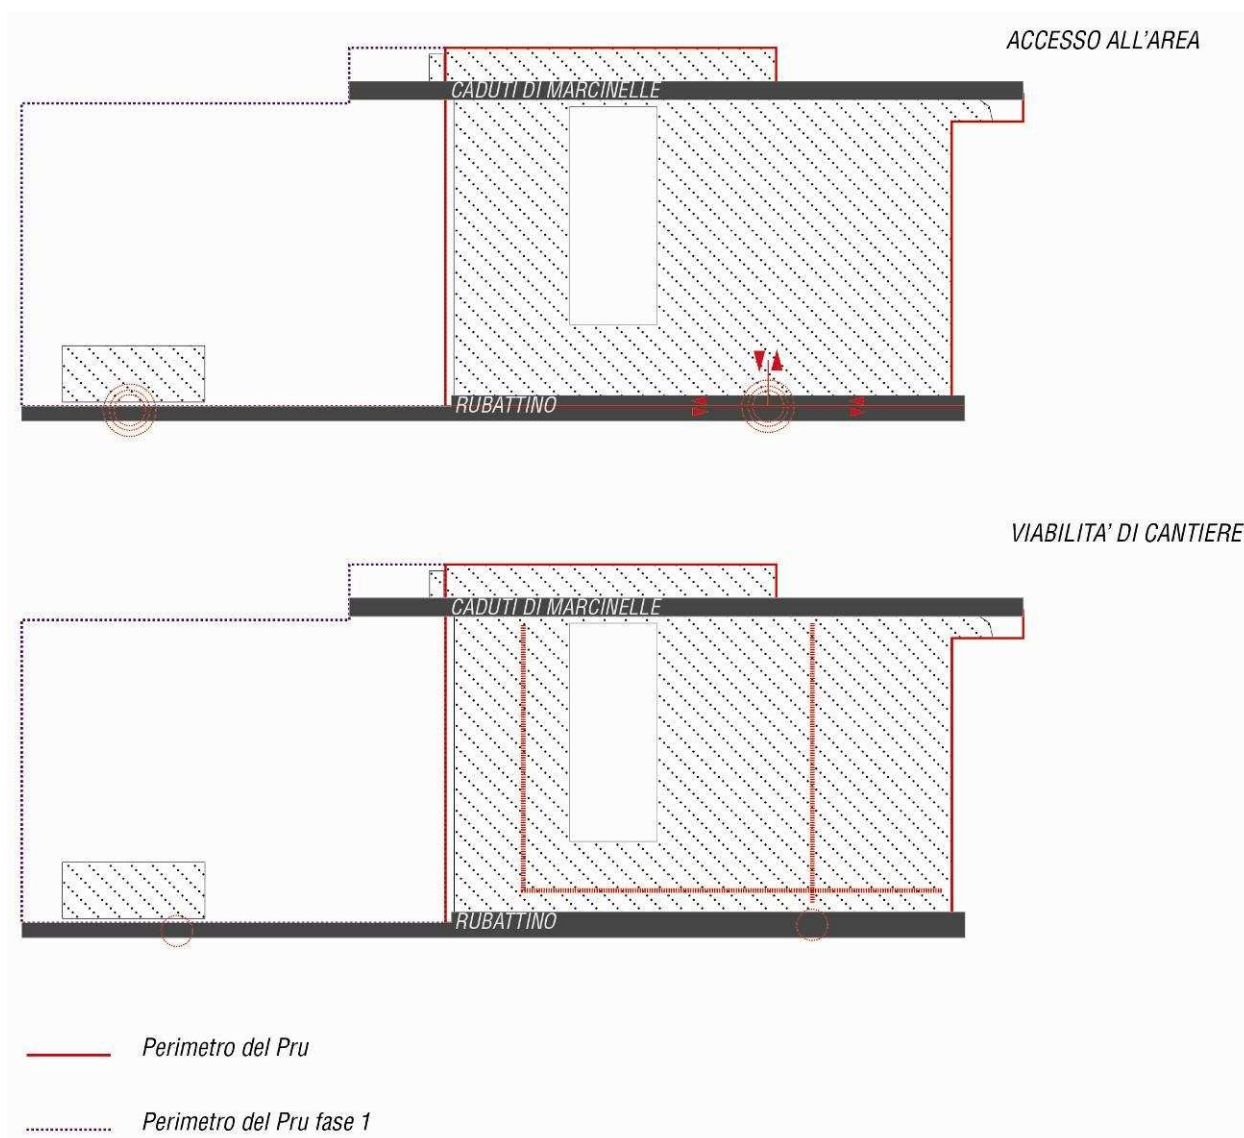 ACCESSO ALL'AREA
CADUTI DI MARCINELLE
RUBATTINO
VIABILITA' DI CANTIERE
CADUTI DI MARCINELLE
RUBATTINO
Perimetro del Pru
Perimetro del Pru fase 1